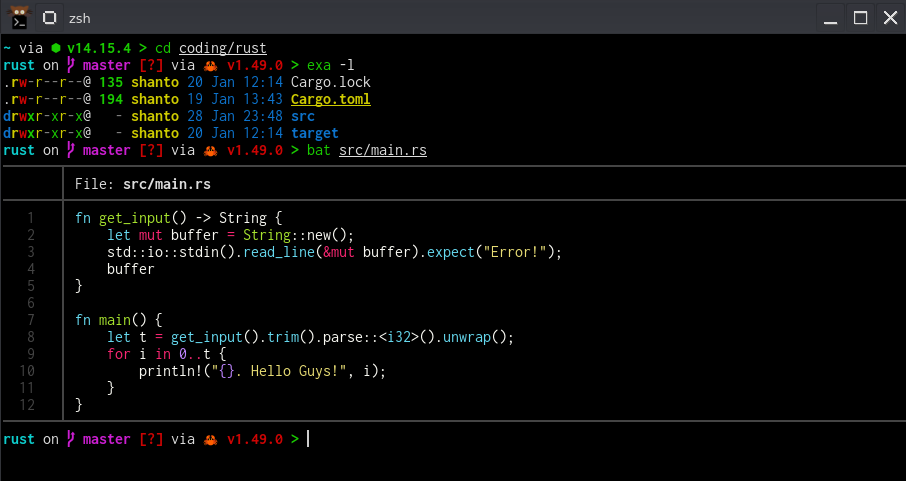 zsh
~ via ⬢ v14.15.4 > cd coding/rust
rust on master [?] via 🦀 v1.49.0 > exa -l
.rw-r--r--@ 135 shanto 20 Jan 12:14 Cargo.lock
.rw-r--r--@ 194 shanto 19 Jan 13:43 Cargo.toml
drwxr-xr-x@   - shanto 28 Jan 23:48 src
drwxr-xr-x@   - shanto 20 Jan 12:14 target
rust on master [?] via 🦀 v1.49.0 > bat src/main.rs
File: src/main.rs
1 fn get_input() -> String {
2     let mut buffer = String::new();
3     std::io::stdin().read_line(&mut buffer).expect("Error!");
4     buffer
5 }
6
7 fn main() {
8     let t = get_input().trim().parse::<i32>().unwrap();
9     for i in 0..t {
10         println!("{}. Hello Guys!", i);
11     }
12 }
rust on master [?] via 🦀 v1.49.0 >